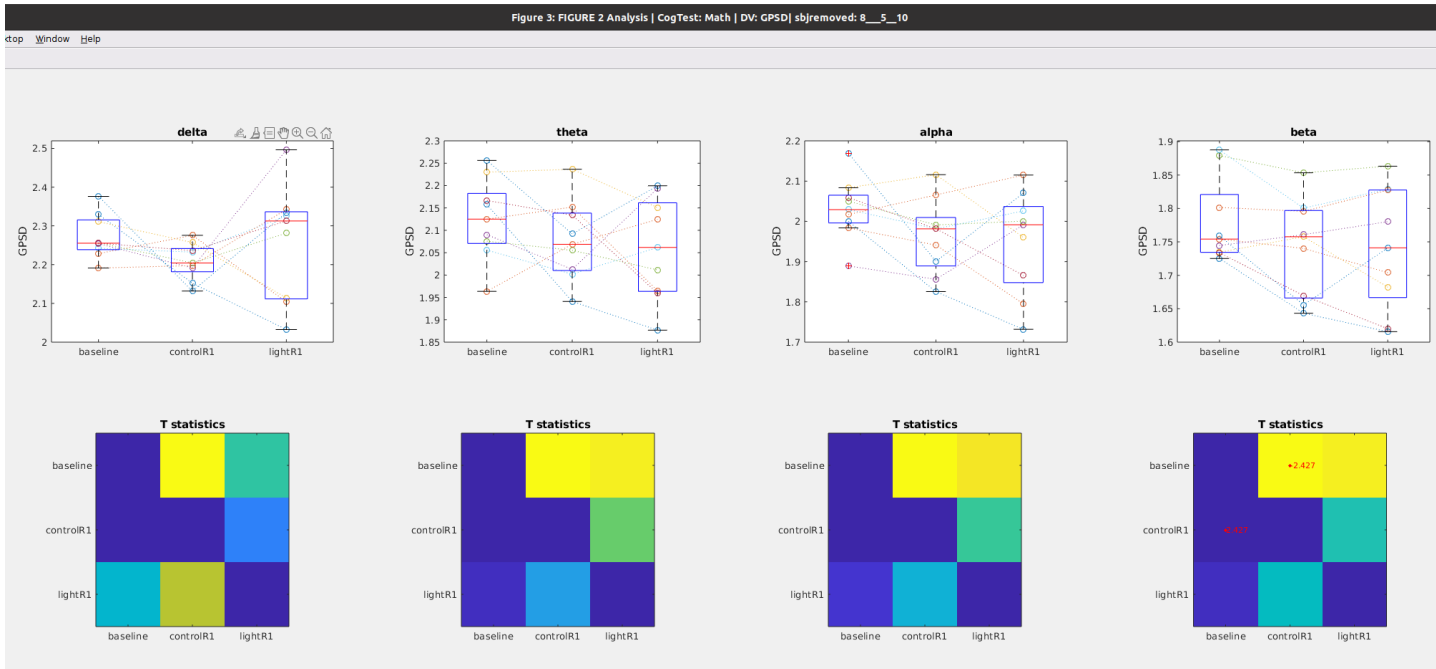 Figure 3: FIGURE 2 Analysis | CogTest: Math | DV: GPSD| sbjremoved: 8___5__10
ktop Window Help
delta
GPSD
2.5
2.4
2.3
2.2
2.1
2
baseline controlR1 lightR1
theta
GPSD
2.3
2.25
2.2
2.15
2.1
2.05
2
1.95
1.9
1.85
baseline controlR1 lightR1
alpha
GPSD
2.2
2.1
2
1.9
1.8
1.7
baseline controlR1 lightR1
beta
GPSD
1.9
1.85
1.8
1.75
1.7
1.65
1.6
baseline controlR1 lightR1
T statistics
baseline
controlR1
lightR1
baseline controlR1 lightR1
T statistics
baseline
controlR1
lightR1
baseline controlR1 lightR1
T statistics
baseline
controlR1
lightR1
baseline controlR1 lightR1
T statistics
baseline
2.427
controlR1
lightR1
baseline controlR1 lightR1